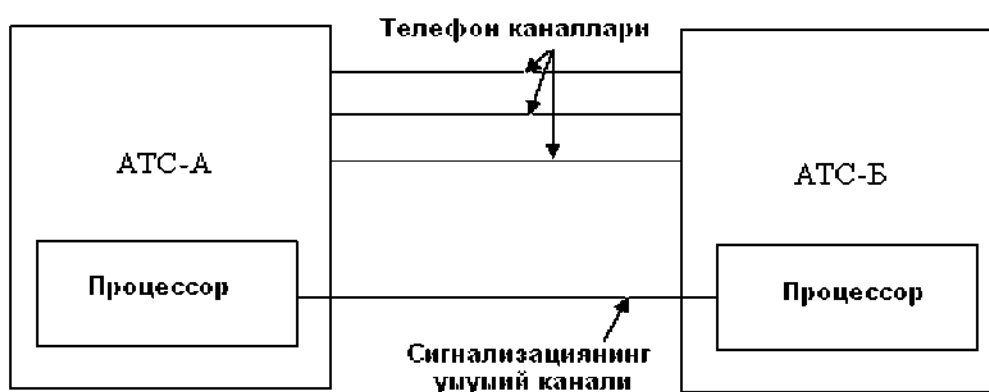 Телефон каналлари
АТС-А
АТС-Б
Процессор
Процессор
Сигнализациянинг
умумий канали